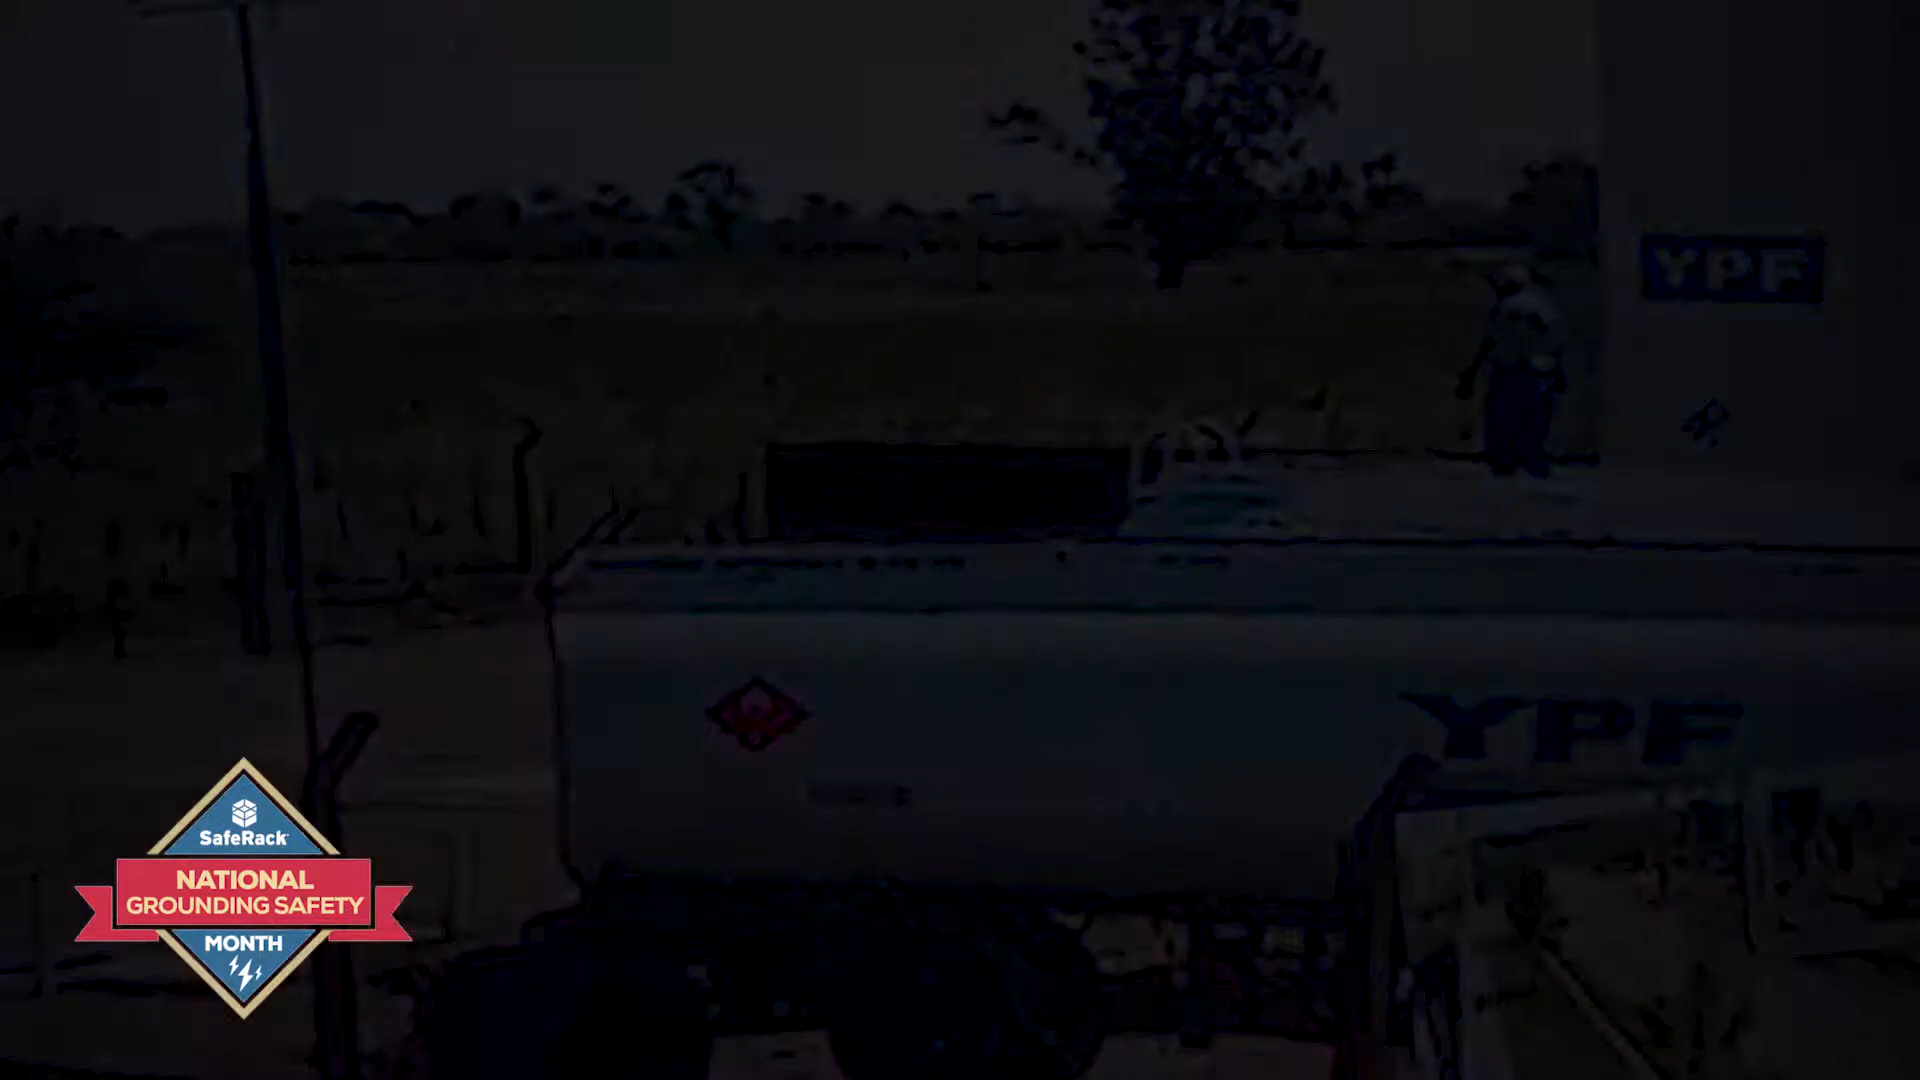 YPF
YPF
SafeRack
NATIONAL
GROUNDING SAFETY
MONTH